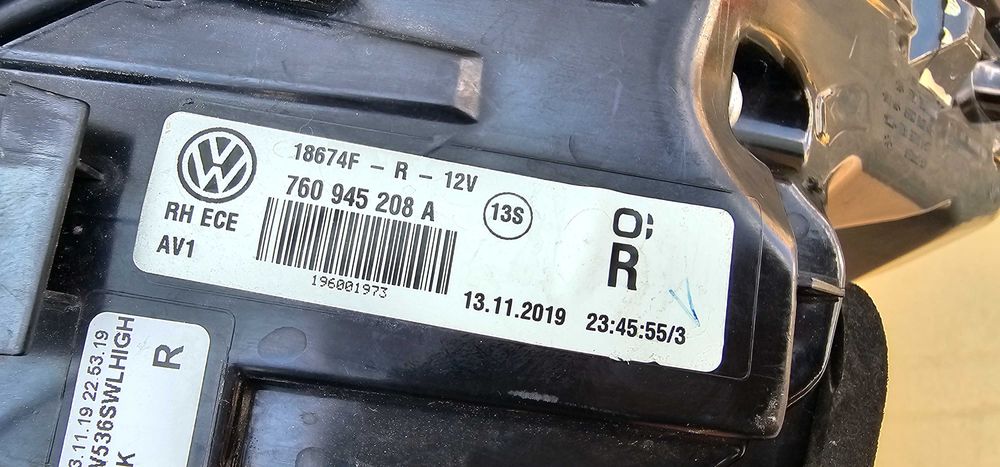 18674F - R - 12V
760 945 208 A
13S
RH ECE
AV1
196001973
O;
R
13.11.2019 23:45:55/3
R
3.11.19 22 53.19
V536SWLHIGH
K